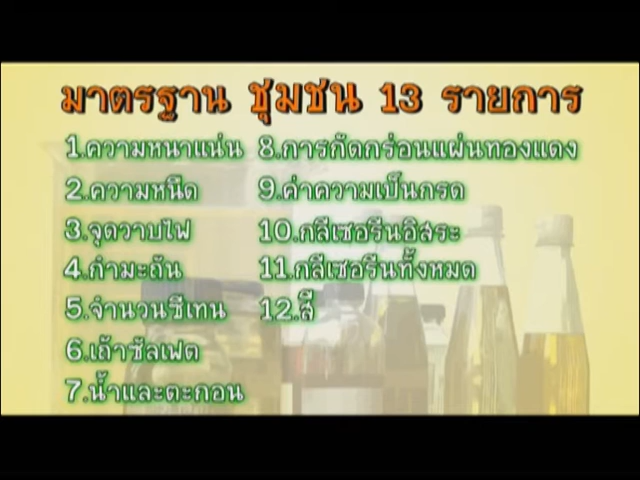 มาตรฐาน ชุมชน 13 รายการ
1.ความหนาแน่น
2.ความหนืด
3.จุดวาบไฟ
4.กำมะถัน
5.จำนวนซีเทน
6.เถ้าซัลเฟต
7.น้ำและตะกอน
8.การกัดกร่อนแผ่นทองแดง
9.ค่าความเป็นกรด
10.กลีเซอรีนอิสระ
11.กลีเซอรีนทั้งหมด
12.สี